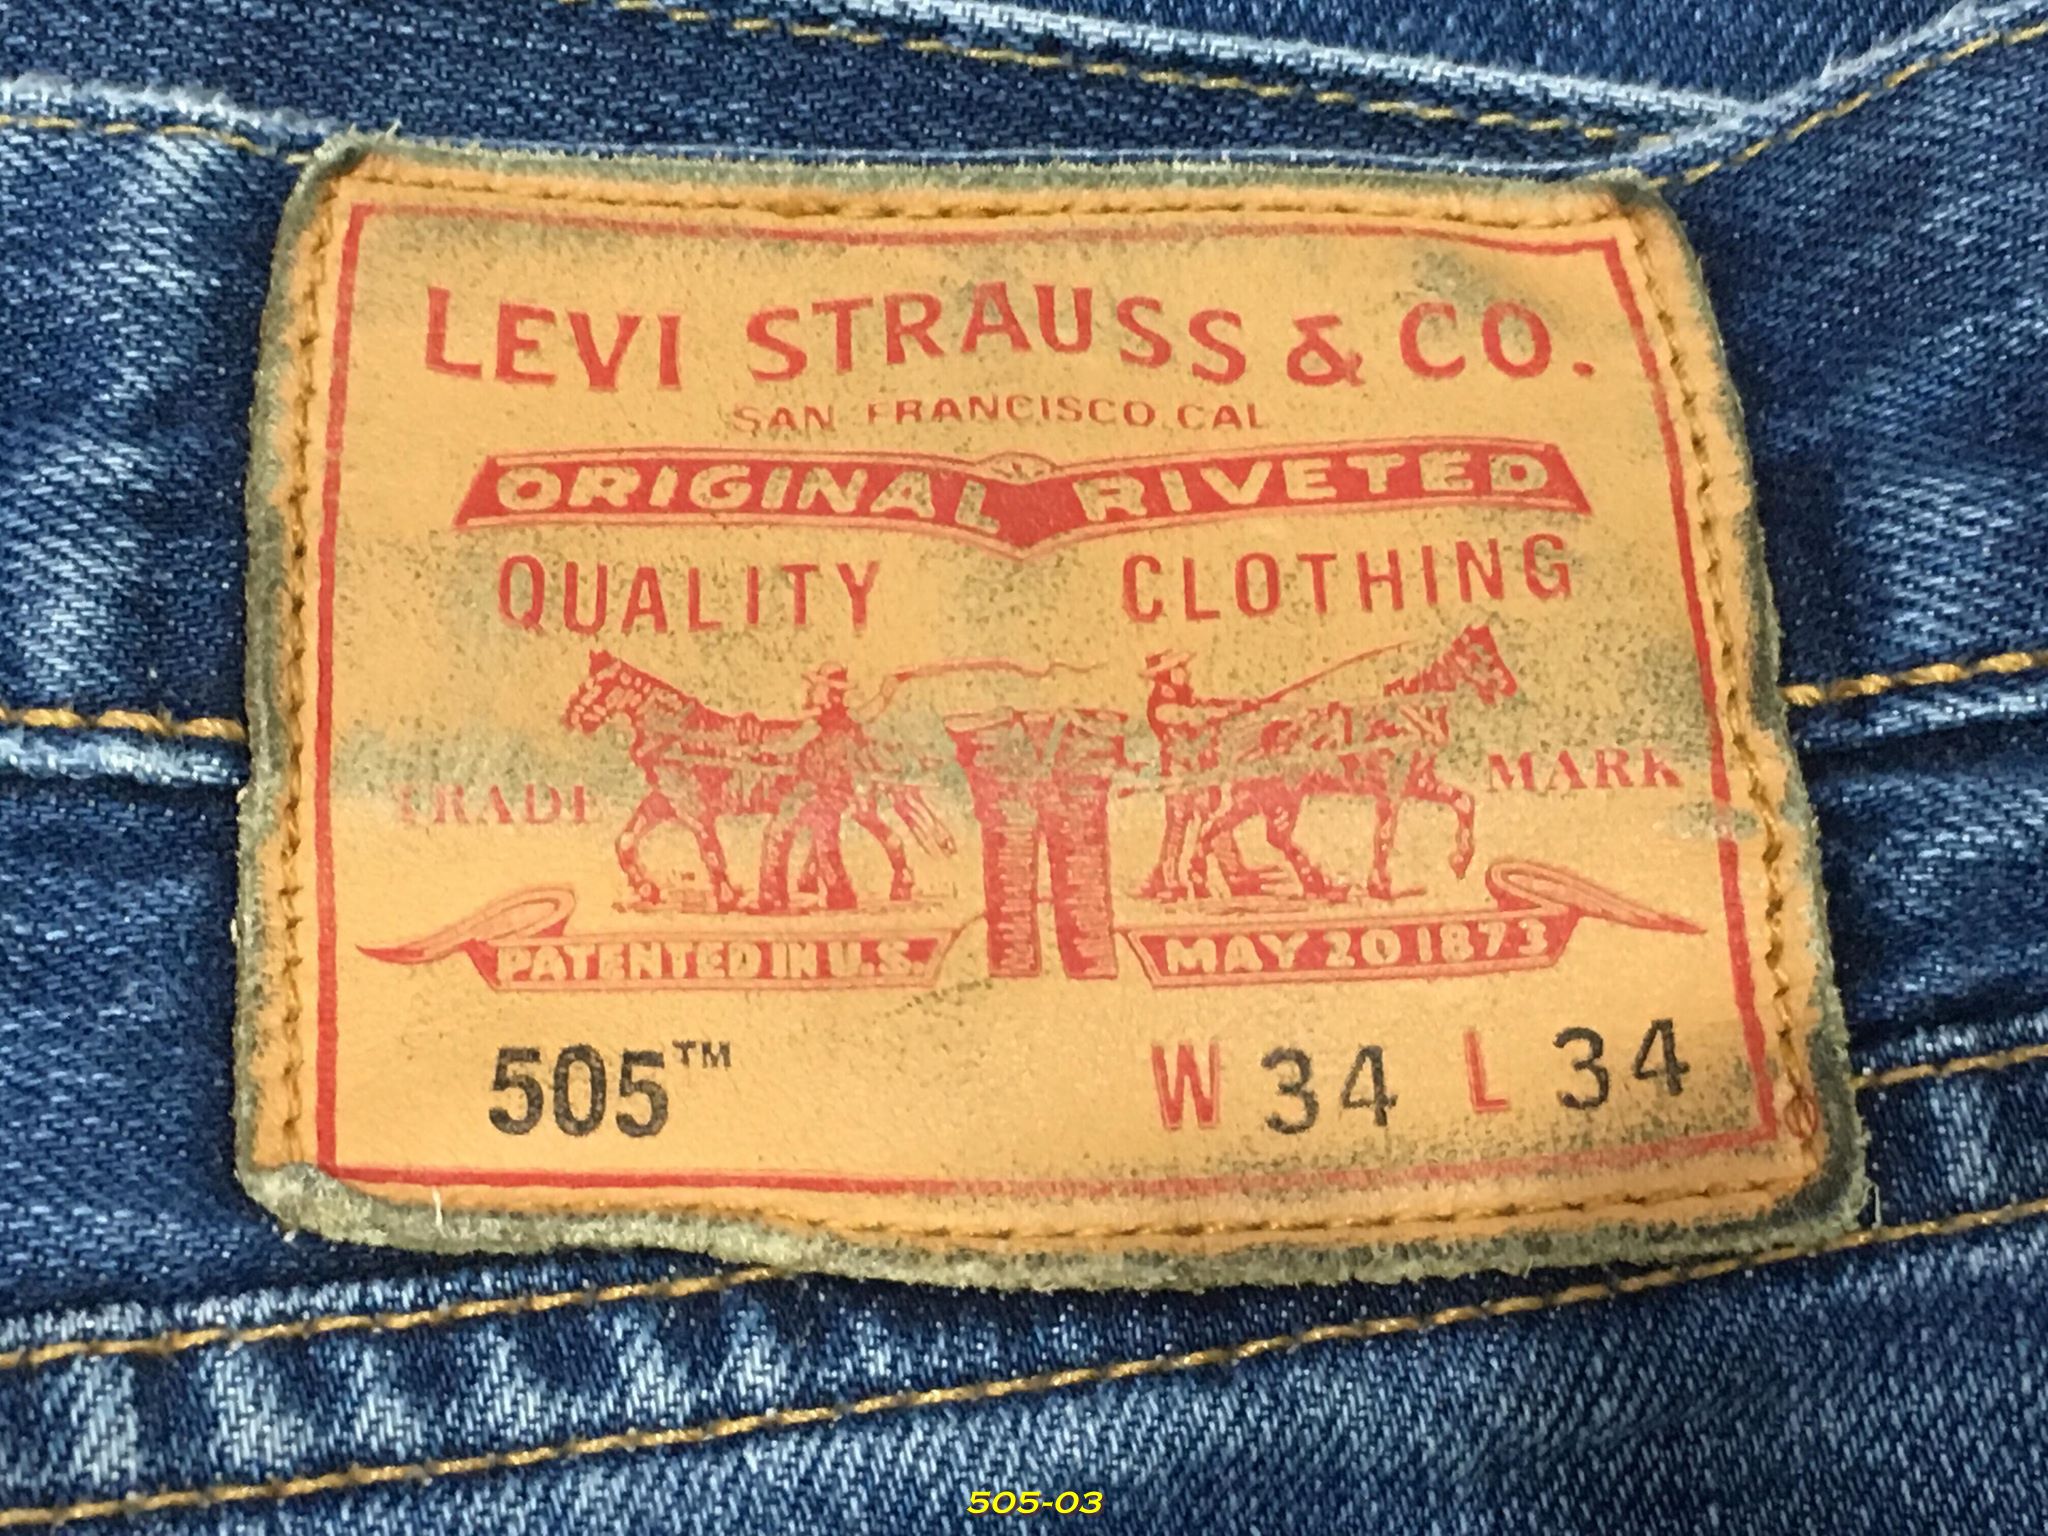 LEVI STRAUSS & CO.
SAN FRANCISCO, CAL
ORIGINAL RIVETED
QUALITY CLOTHING
TRADE MARK
PATENTED IN U.S. MAY 20 1873
505™ W 34 L 34
505-03